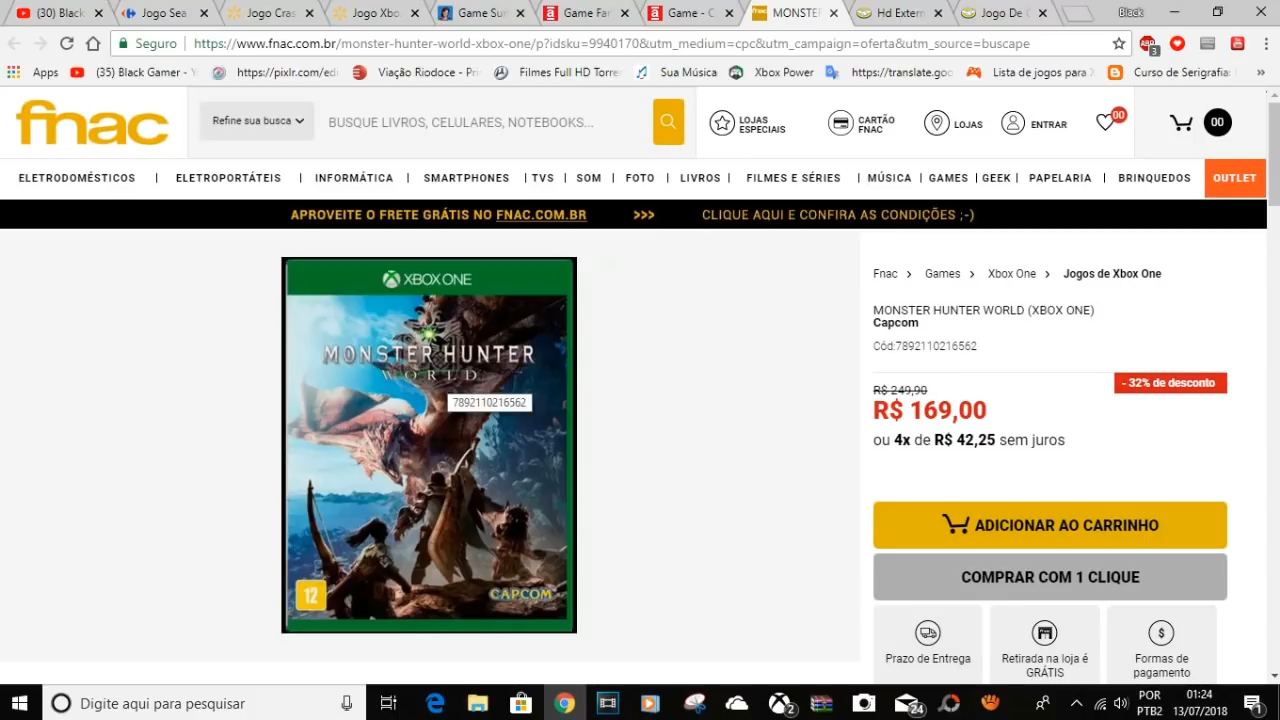 (30) Black
Jogo Sea
Jogo Cras
Jogo Xbo
Game Sun
Game Far
Game - C
MONSTER
Hd Extern
Jogo De
Black
Seguro
https://www.fnac.com.br/monster-hunter-world-xbox-one/p?idsku=9940170&utm_medium=cpc&utm_campaign=oferta&utm_source=buscape
ABP
3
Apps
(35) Black Gamer - Y
https://pixlr.com/edi
Viação Riodoce - Pri
Filmes Full HD Torre
Sua Música
Xbox Power
https://translate.goo
Lista de jogos para X
Curso de Serigrafia:
»
fnac
Refine sua busca
BUSQUE LIVROS, CELULARES, NOTEBOOKS...
LOJAS
ESPECIAIS
CARTÃO
FNAC
LOJAS
ENTRAR
00
00
ELETRODOMÉSTICOS | ELETROPORTÁTEIS | INFORMÁTICA | SMARTPHONES | TVS | SOM | FOTO | LIVROS | FILMES E SÉRIES | MÚSICA | GAMES | GEEK | PAPELARIA | BRINQUEDOS OUTLET
APROVEITE O FRETE GRÁTIS NO FNAC.COM.BR >>> CLIQUE AQUI E CONFIRA AS CONDIÇÕES ;-)
XBOX ONE
MONSTER HUNTER
WORLD
7892110216562
12
CAPCOM
Fnac > Games > Xbox One > Jogos de Xbox One
MONSTER HUNTER WORLD (XBOX ONE)
Capcom
Cód:7892110216562
R$ 249,90
- 32% de desconto
R$ 169,00
ou 4x de R$ 42,25 sem juros
ADICIONAR AO CARRINHO
COMPRAR COM 1 CLIQUE
Prazo de Entrega
Retirada na loja é
GRÁTIS
$
Formas de
pagamento
Digite aqui para pesquisar
2
24
POR
PTB2
01:24
13/07/2018
1